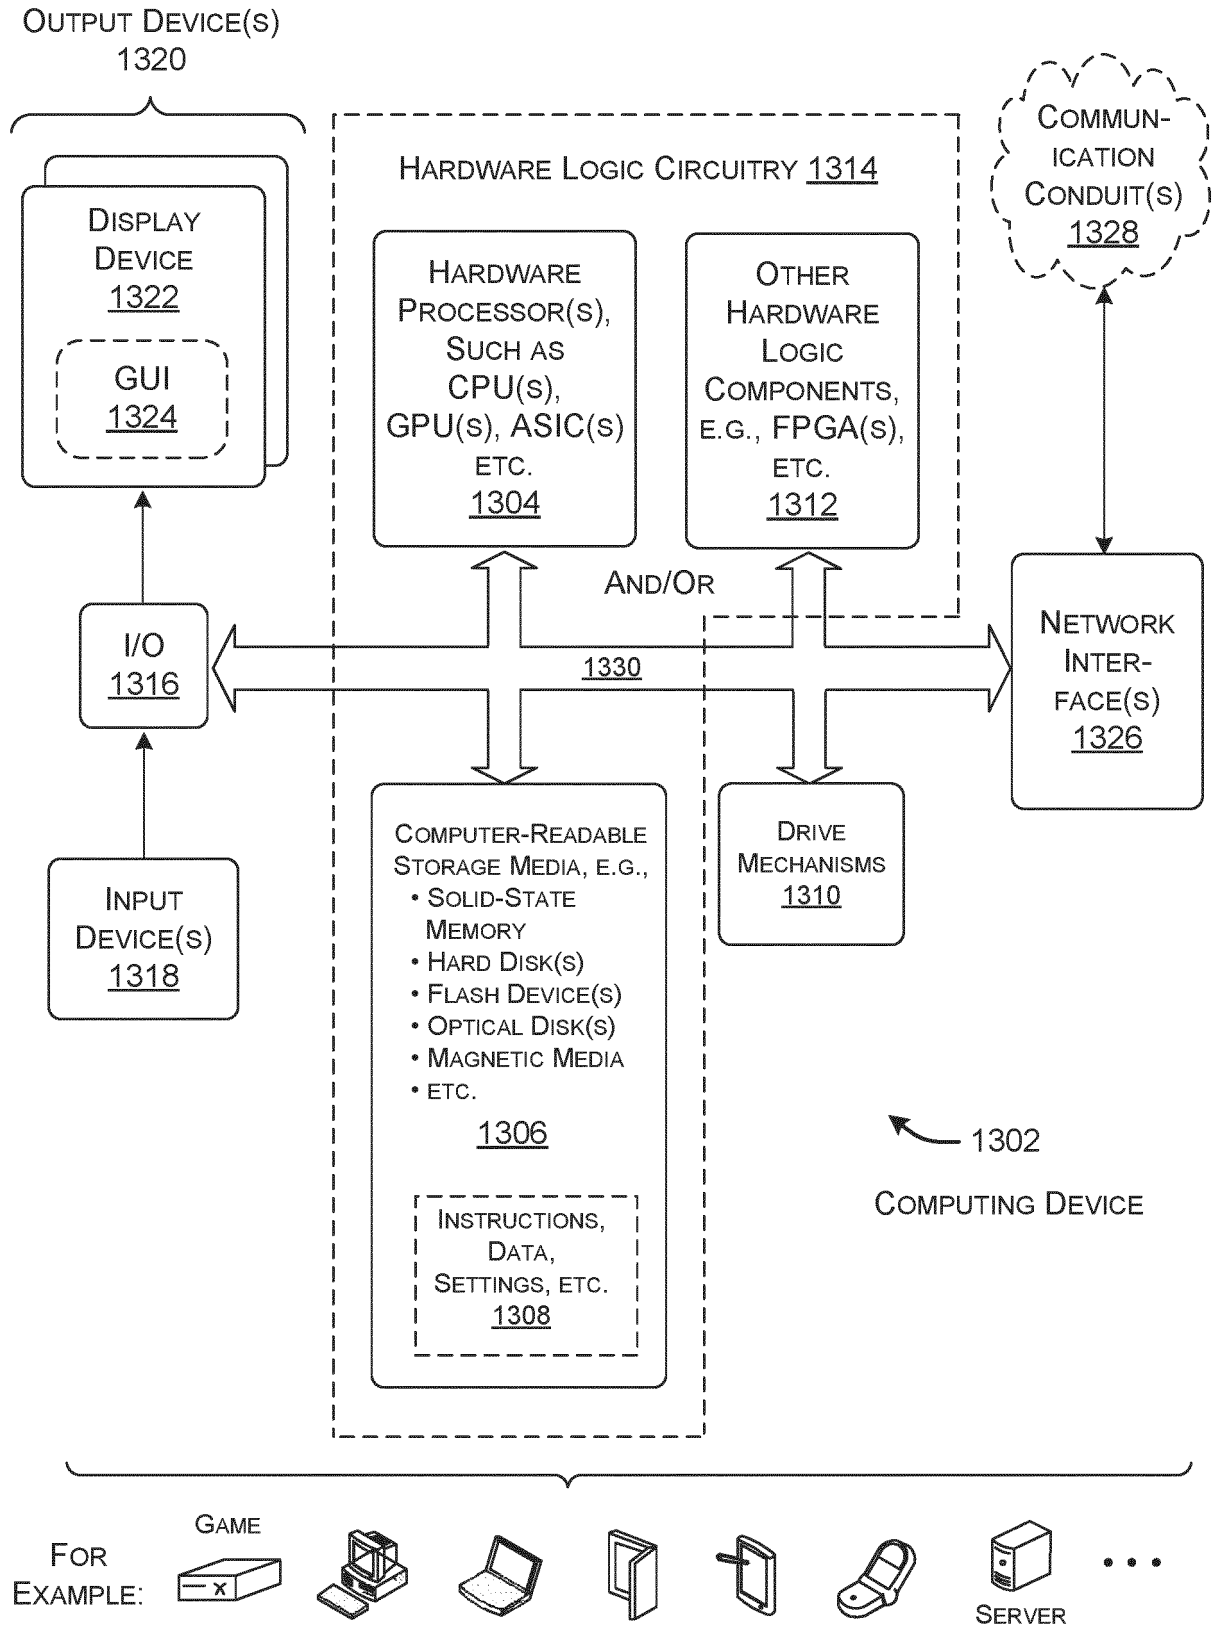 OUTPUT DEVICE(S)
1320
DISPLAY
DEVICE
1322
GUI
1324
HARDWARE LOGIC CIRCUITRY 1314
HARDWARE
PROCESSOR(S),
SUCH AS
CPU(S),
GPU(S), ASIC(S)
ETC.
1304
OTHER
HARDWARE
LOGIC
COMPONENTS,
E.G., FPGA(S),
ETC.
1312
COMMUN-
ICATION
CONDUIT(S)
1328
AND/OR
I/O
1316
1330
NETWORK
INTER-
FACE(S)
1326
INPUT
DEVICE(S)
1318
COMPUTER-READABLE
STORAGE MEDIA, E.G.,
• SOLID-STATE
MEMORY
• HARD DISK(S)
• FLASH DEVICE(S)
• OPTICAL DISK(S)
• MAGNETIC MEDIA
• ETC.
1306
INSTRUCTIONS,
DATA,
SETTINGS, ETC.
1308
DRIVE
MECHANISMS
1310
1302
COMPUTING DEVICE
FOR
EXAMPLE:
GAME
X
SERVER
• • •